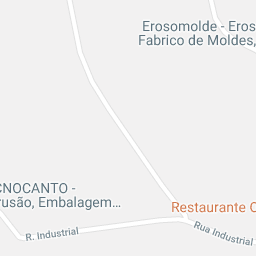 Erosomolde - Eros
Fabrico de Moldes,
CNOCANTO -
rusão, Embalagem...
R. Industrial
Restaurante C
Rua Industrial